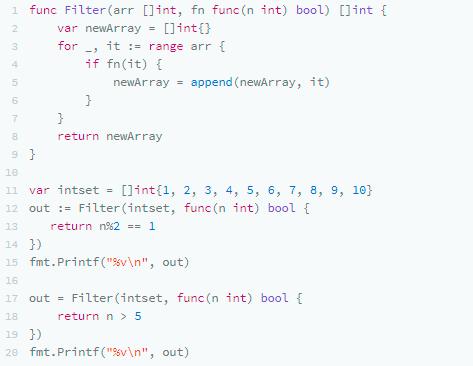 1 func Filter(arr []int, fn func(n int) bool) []int {
2     var newArray = []int{}
3     for _, it := range arr {
4         if fn(it) {
5             newArray = append(newArray, it)
6         }
7     }
8     return newArray
9 }
10
11 var intset = []int{1, 2, 3, 4, 5, 6, 7, 8, 9, 10}
12 out := Filter(intset, func(n int) bool {
13    return n%2 == 1
14 })
15 fmt.Printf("%v\n", out)
16
17 out = Filter(intset, func(n int) bool {
18     return n > 5
19 })
20 fmt.Printf("%v\n", out)